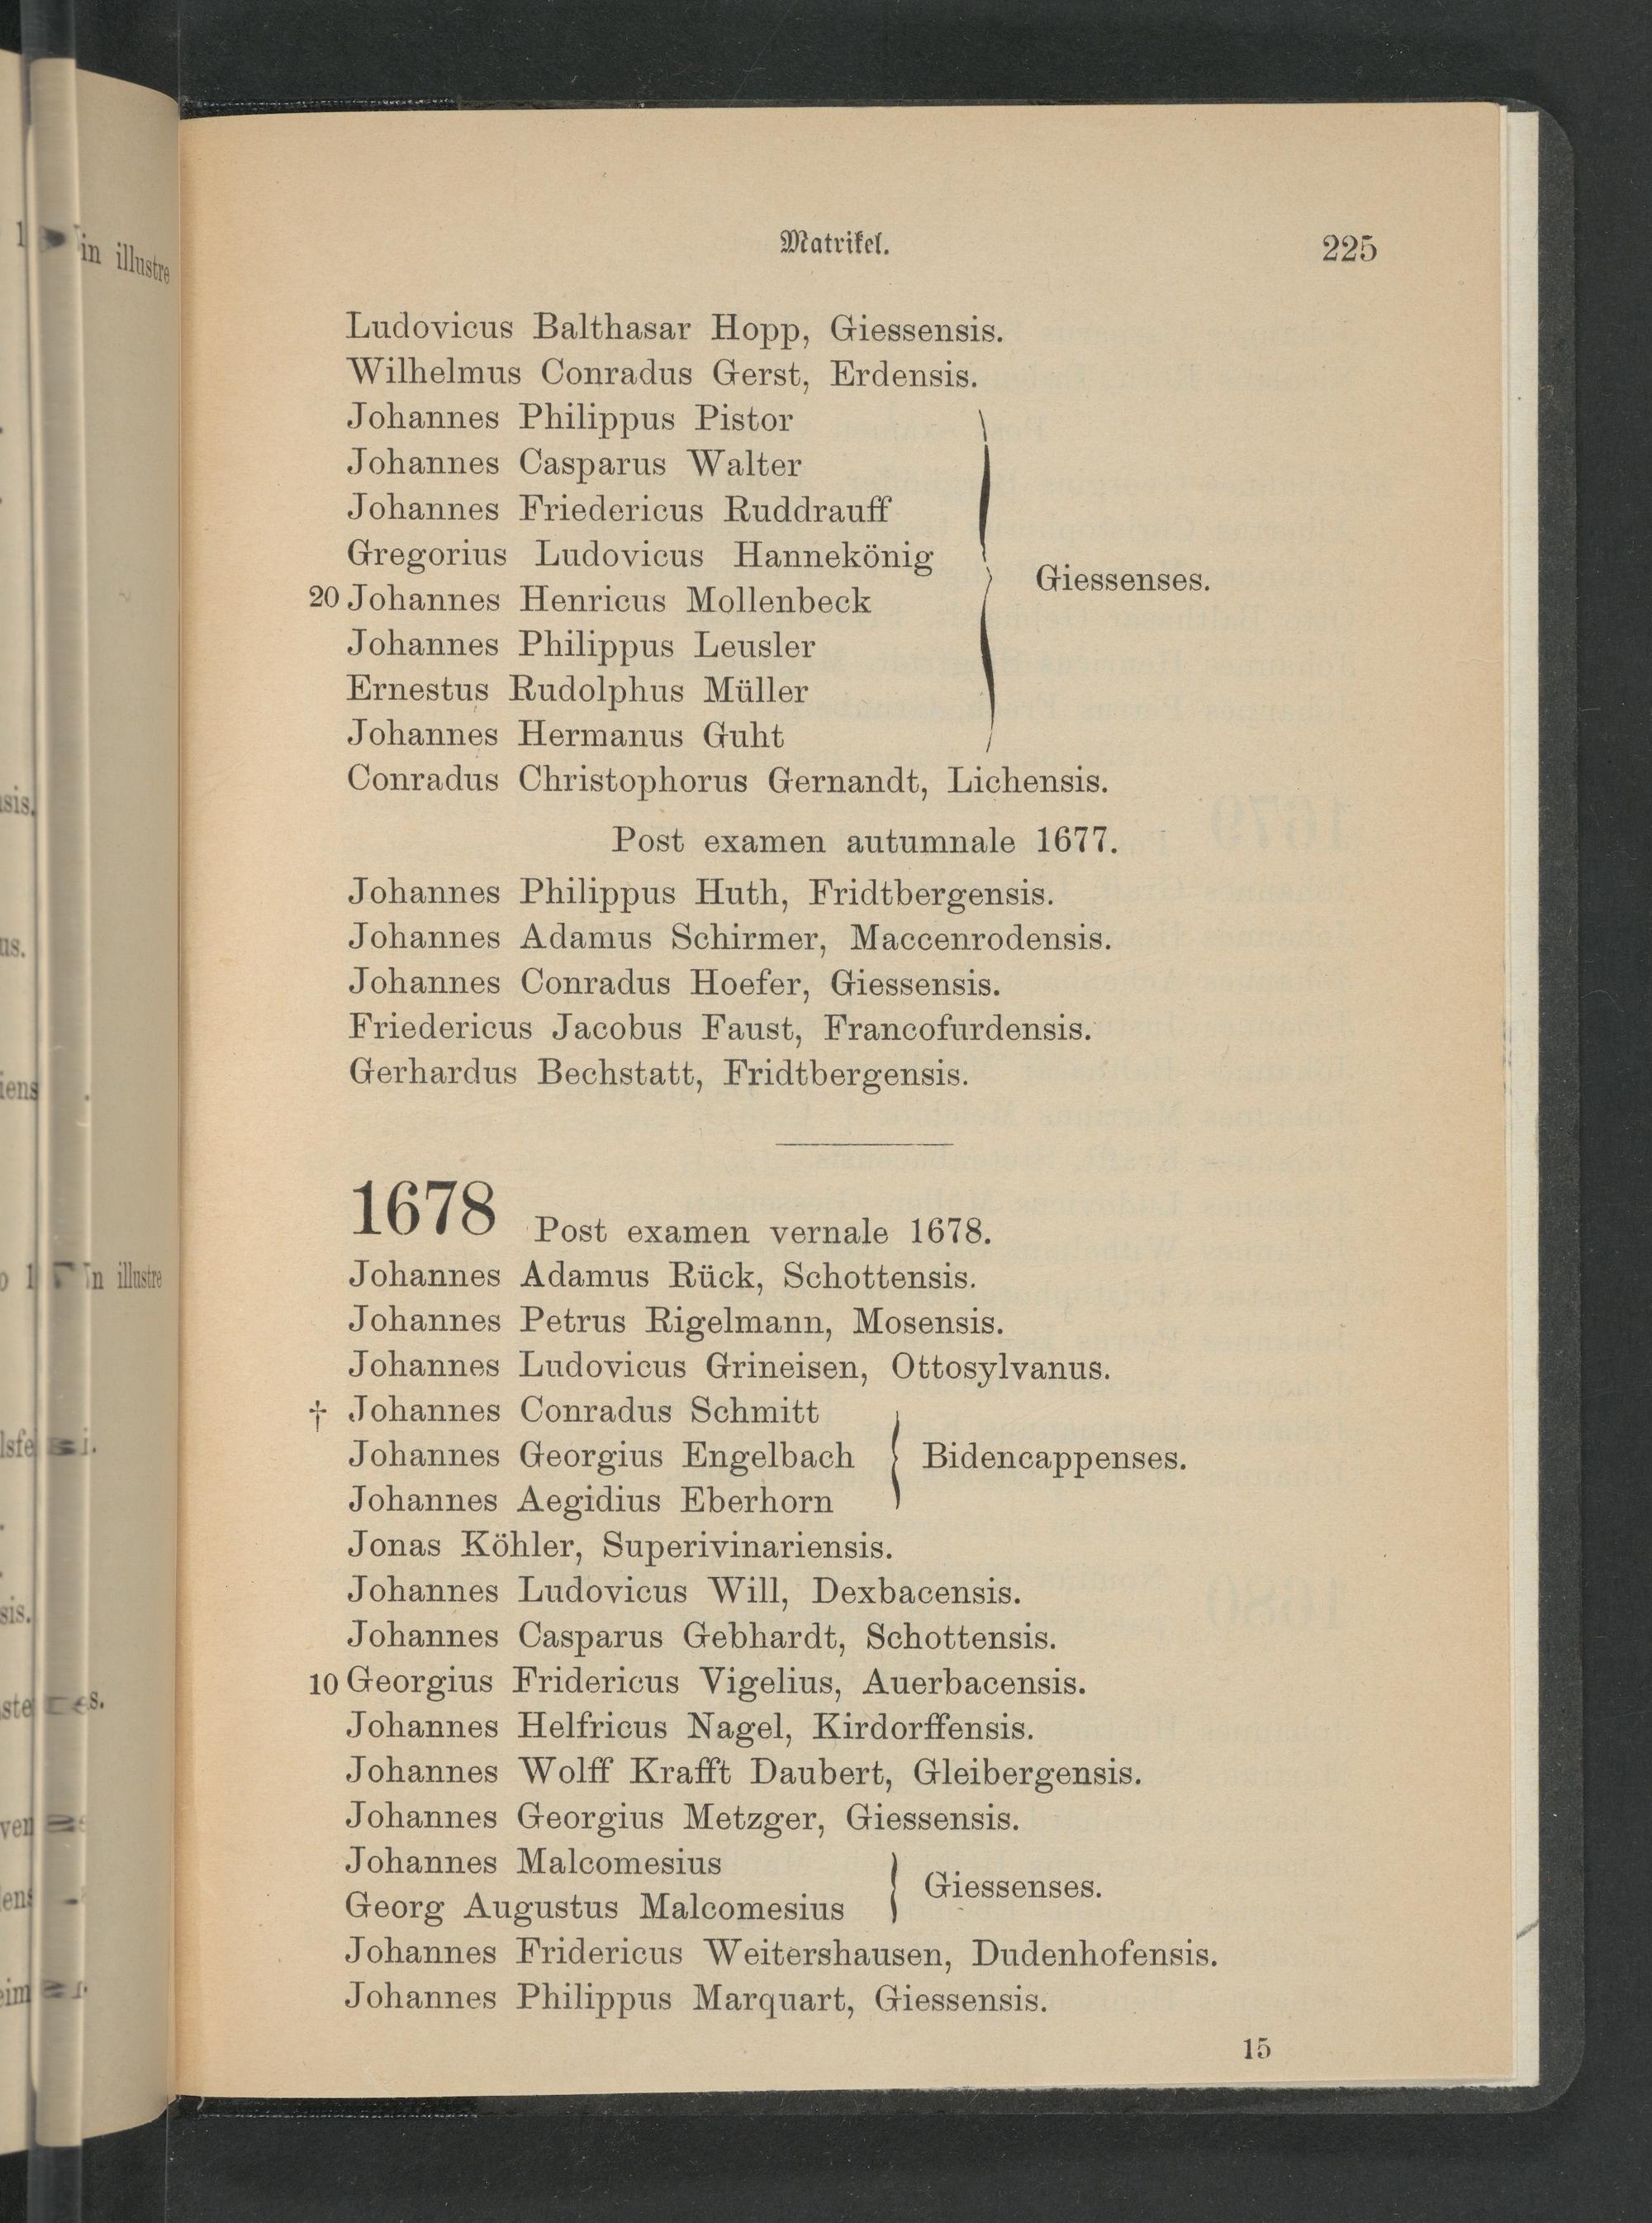 Matrikel. 225
Ludovicus Balthasar Hopp, Giessensis.
Wilhelmus Conradus Gerst, Erdensis.
Johannes Philippus Pistor
Johannes Casparus Walter
Johannes Friedericus Ruddrauff
Gregorius Ludovicus Hannekönig
Giessenses.
20 Johannes Henricus Mollenbeck
Johannes Philippus Leusler
Ernestus Rudolphus Müller
Johannes Hermanus Guht
Conradus Christophorus Gernandt, Lichensis.
Post examen autumnale 1677.
Johannes Philippus Huth, Fridtbergensis.
Johannes Adamus Schirmer, Maccenrodensis.
Johannes Conradus Hoefer, Giessensis.
Friedericus Jacobus Faust, Francofurdensis.
Gerhardus Bechstatt, Fridtbergensis.
1678 Post examen vernale 1678.
Johannes Adamus Rück, Schottensis.
Johannes Petrus Rigelmann, Mosensis.
Johannes Ludovicus Grineisen, Ottosylvanus.
† Johannes Conradus Schmitt
Johannes Georgius Engelbach } Bidencappenses.
Johannes Aegidius Eberhorn
Jonas Köhler, Superivinariensis.
Johannes Ludovicus Will, Dexbacensis.
Johannes Casparus Gebhardt, Schottensis.
10 Georgius Fridericus Vigelius, Auerbacensis.
Johannes Helfricus Nagel, Kirdorffensis.
Johannes Wolff Krafft Daubert, Gleibergensis.
Johannes Georgius Metzger, Giessensis.
Johannes Malcomesius
Giessenses.
Georg Augustus Malcomesius
Johannes Fridericus Weitershausen, Dudenhofensis.
Johannes Philippus Marquart, Giessensis.
15
in illustre
in illustre